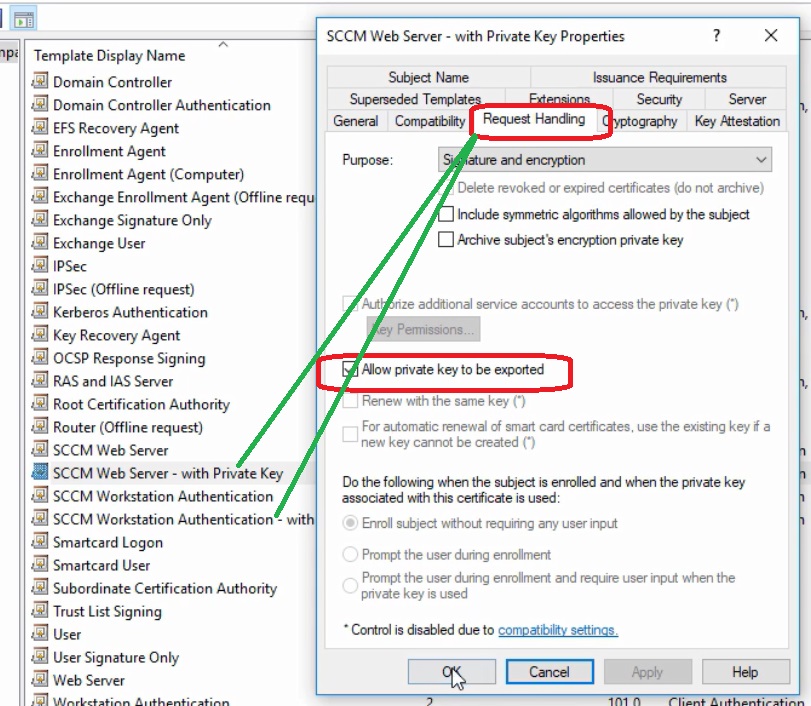 Template Display Name
Domain Controller
Domain Controller Authentication
EFS Recovery Agent
Enrollment Agent
Enrollment Agent (Computer)
Exchange Enrollment Agent (Offline requ
Exchange Signature Only
Exchange User
IPSec
IPSec (Offline request)
Kerberos Authentication
Key Recovery Agent
OCSP Response Signing
RAS and IAS Server
Root Certification Authority
Router (Offline request)
SCCM Web Server
SCCM Web Server - with Private Key
SCCM Workstation Authentication
SCCM Workstation Authentication - with
Smartcard Logon
Smartcard User
Subordinate Certification Authority
Trust List Signing
User
User Signature Only
Web Server
Workstation Authentication 2 101.0 Client Authentication
SCCM Web Server - with Private Key Properties
Subject Name Issuance Requirements
Superseded Templates Extensions Security Server
General Compatibility Request Handling Cryptography Key Attestation
Purpose: Signature and encryption
Delete revoked or expired certificates (do not archive)
Include symmetric algorithms allowed by the subject
Archive subject's encryption private key
Authorize additional service accounts to access the private key (*)
Key Permissions...
Allow private key to be exported
Renew with the same key (*)
For automatic renewal of smart card certificates, use the existing key if a
new key cannot be created (*)
Do the following when the subject is enrolled and when the private key
associated with this certificate is used:
Enroll subject without requiring any user input
Prompt the user during enrollment
Prompt the user during enrollment and require user input when the
private key is used
* Control is disabled due to compatibility settings.
OK Cancel Apply Help